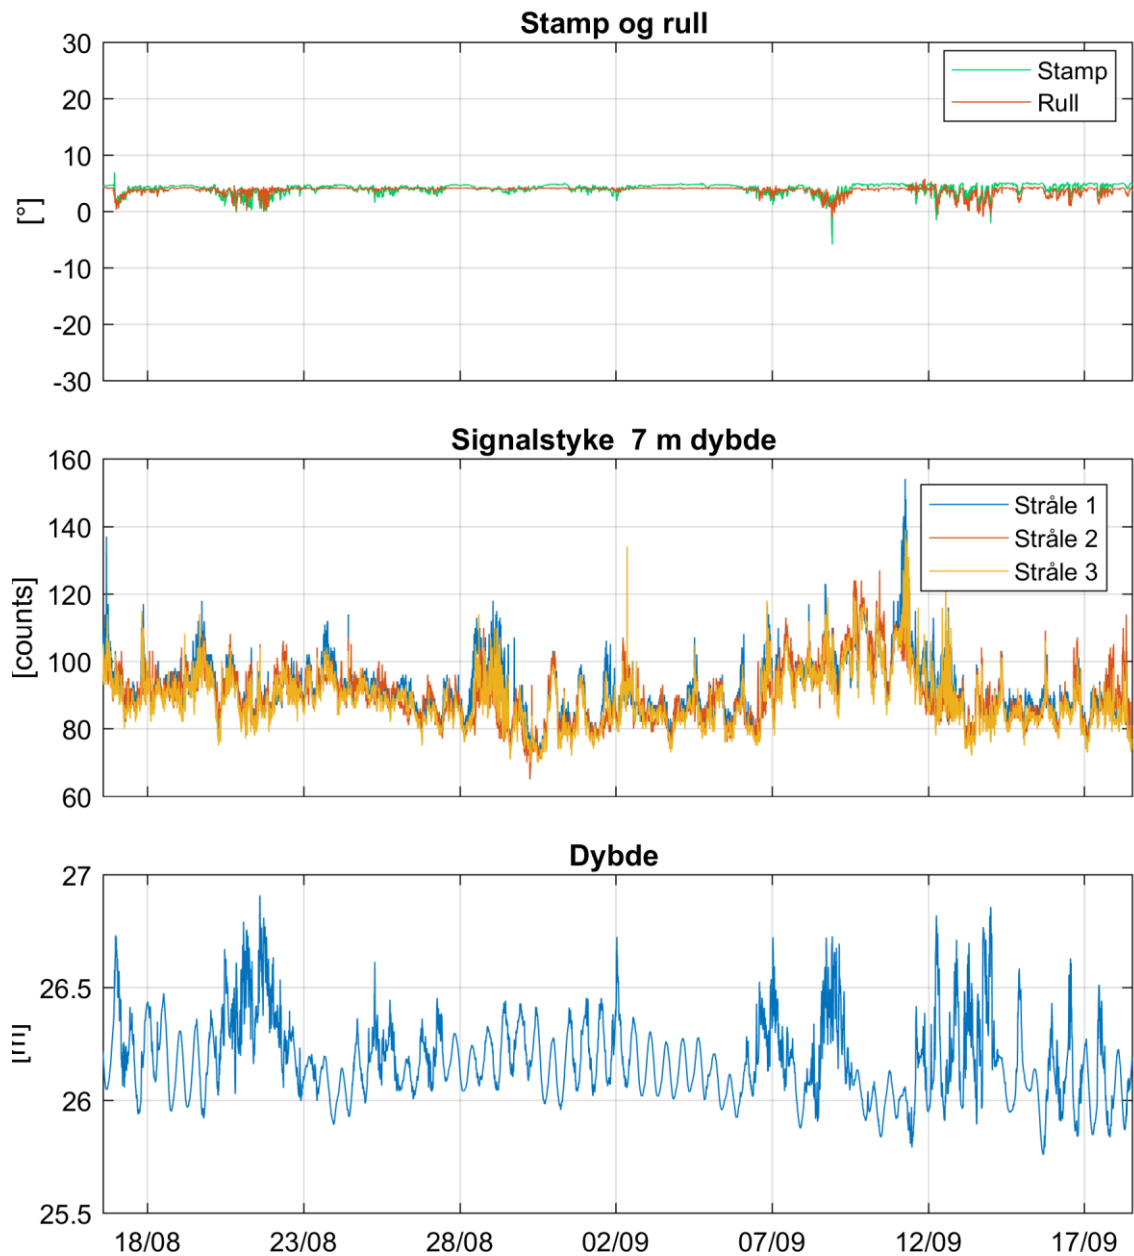 Stamp og rull
30
20
10
0
-10
-20
-30
[°]
Stamp
Rull
Signalstyke 7 m dybde
160
140
120
100
80
60
[counts]
Stråle 1
Stråle 2
Stråle 3
Dybde
27
26.5
26
25.5
[m]
18/08 23/08 28/08 02/09 07/09 12/09 17/09